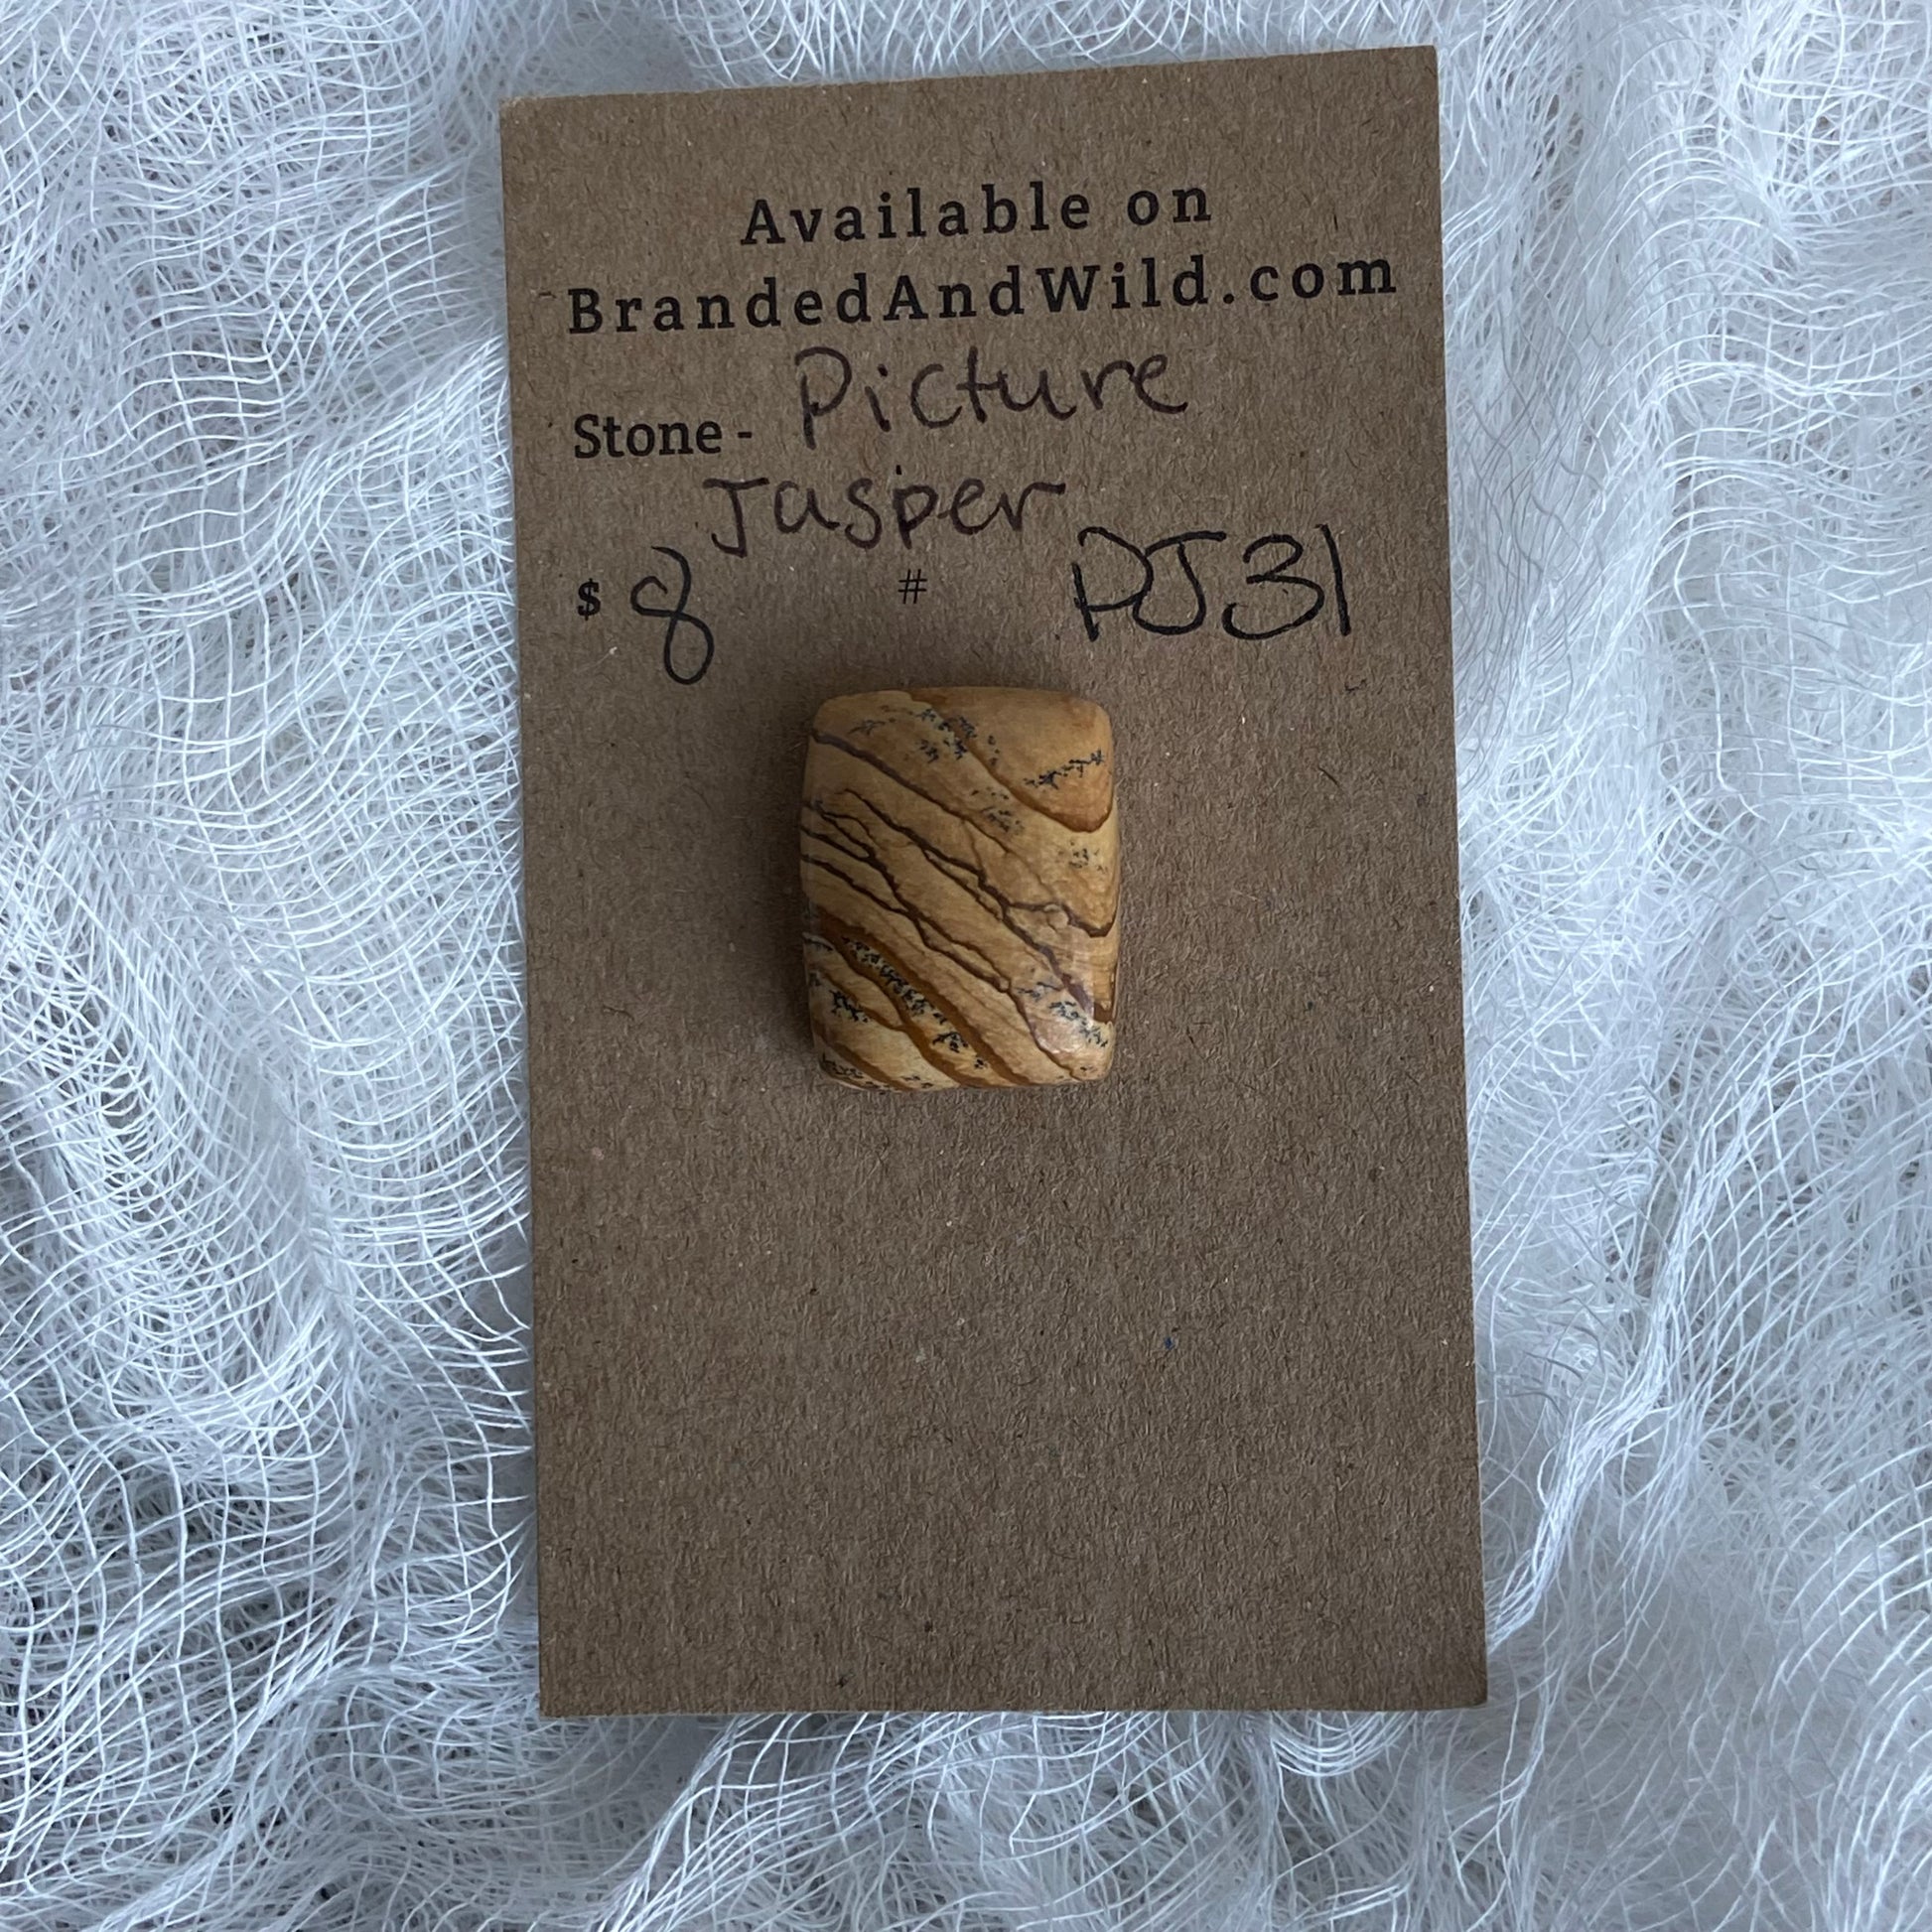 Available on
BrandedAndWild.com
Stone - Picture
Jasper
$ 8 # PJ31